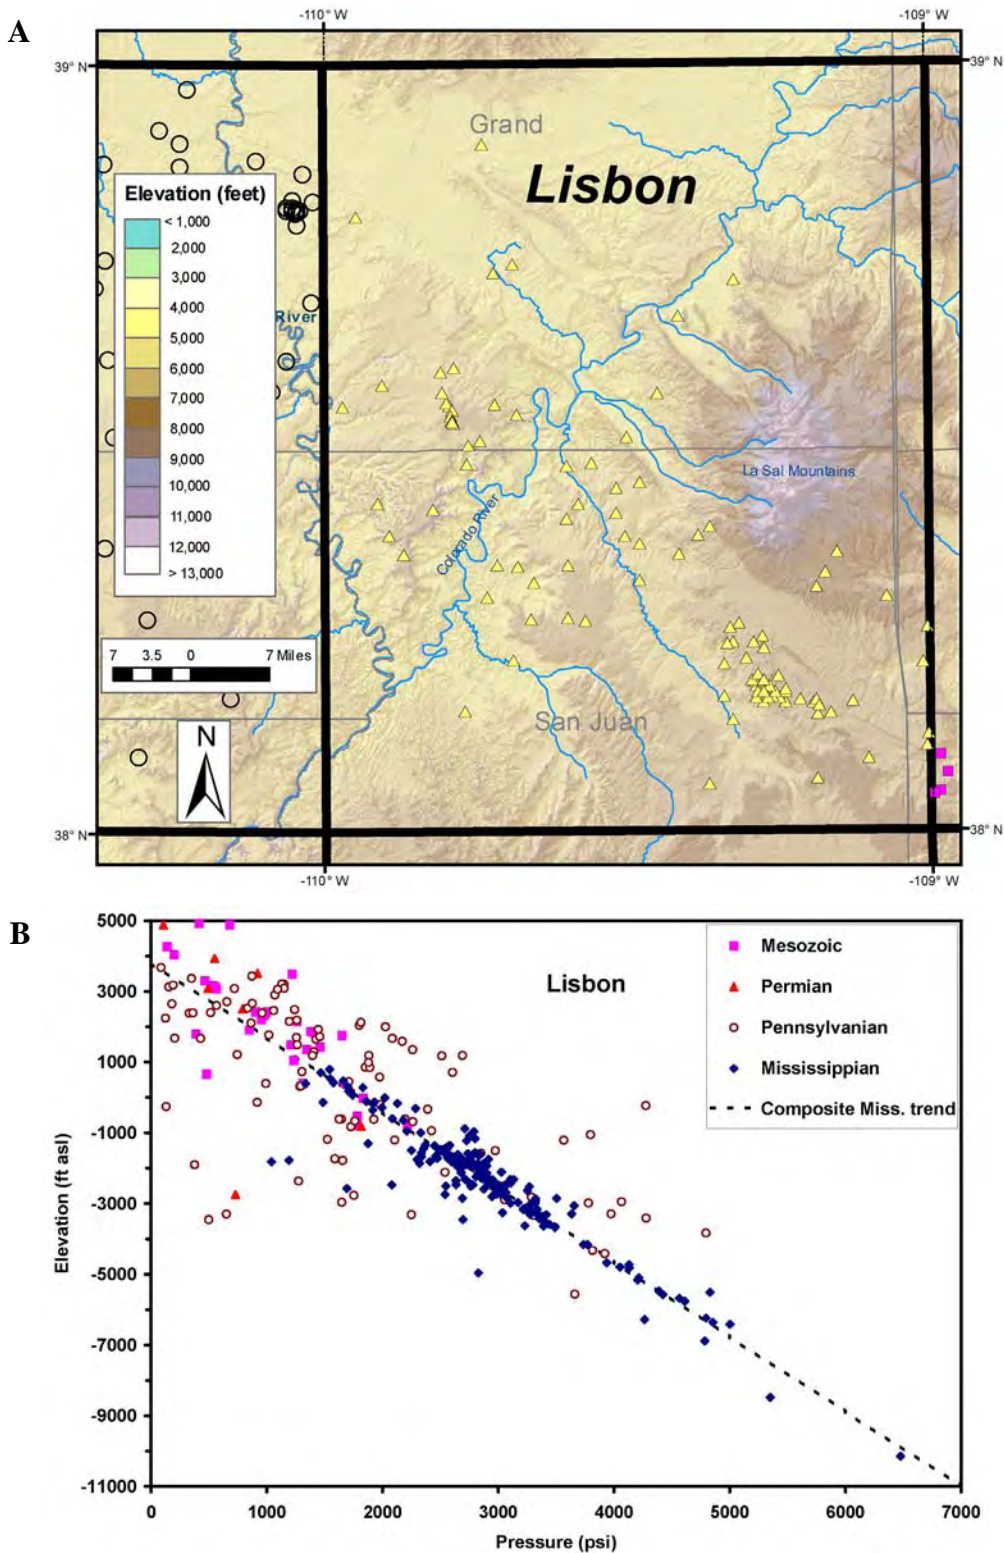 A
-110° W
-109° W
39° N
39° N
Grand
Lisbon
Elevation (feet)
< 1,000
2,000
3,000
4,000
5,000
6,000
7,000
8,000
9,000
10,000
11,000
12,000
> 13,000
River
La Sal Mountains
Colorado River
7 3.5 0 7 Miles
San Juan
N
38° N
38° N
-110° W
-109° W
B
5000
3000
1000
-1000
-3000
-5000
-7000
-9000
-11000
Elevation (ft asl)
Lisbon
Mesozoic
Permian
Pennsylvanian
Mississippian
Composite Miss. trend
0 1000 2000 3000 4000 5000 6000 7000
Pressure (psi)